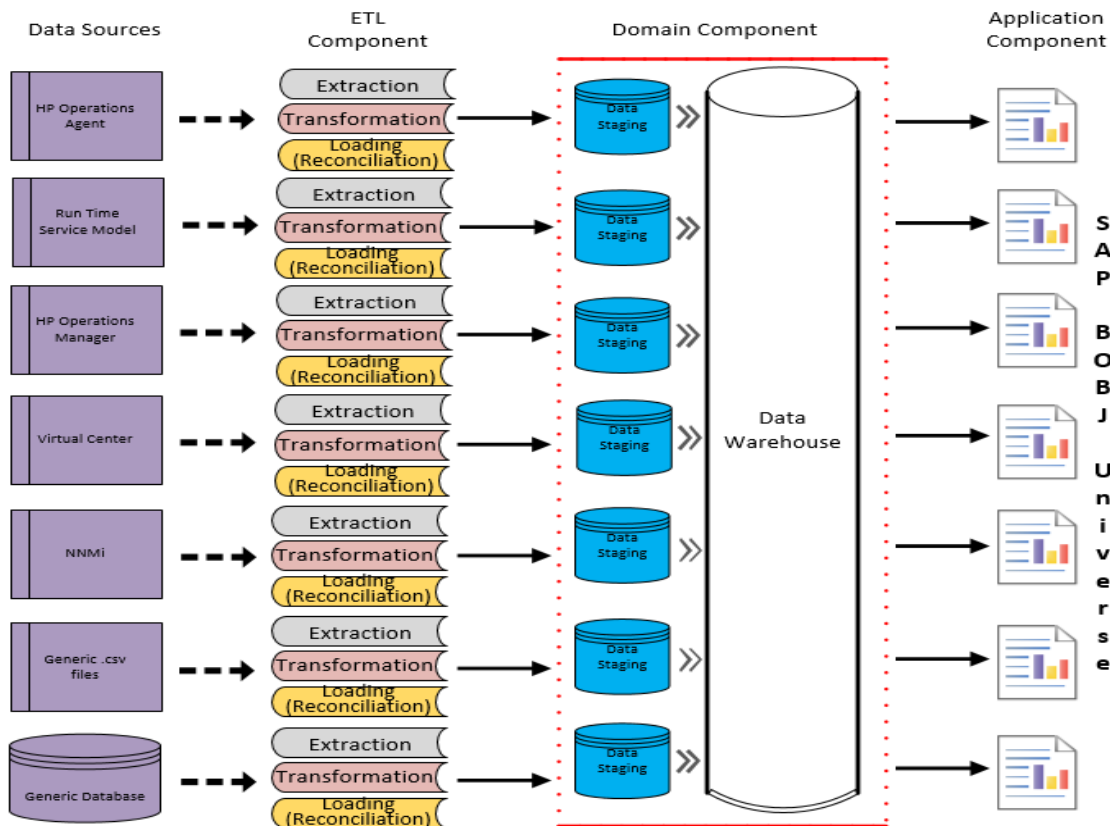 Data Sources
ETL
Component
Domain Component
Application
Component
HP Operations
Agent
Extraction
Transformation
Loading
(Reconciliation)
Data
Staging
Run Time
Service Model
Extraction
Transformation
Loading
(Reconciliation)
Data
Staging
HP Operations
Manager
Extraction
Transformation
Loading
(Reconciliation)
Data
Staging
Virtual Center
Extraction
Transformation
Loading
(Reconciliation)
Data
Staging
NNMi
Extraction
Transformation
Loading
(Reconciliation)
Data
Staging
Generic .csv
files
Extraction
Transformation
Loading
(Reconciliation)
Data
Staging
Generic Database
Extraction
Transformation
Loading
(Reconciliation)
Data
Staging
Data
Warehouse
SAP BOBJ Universe